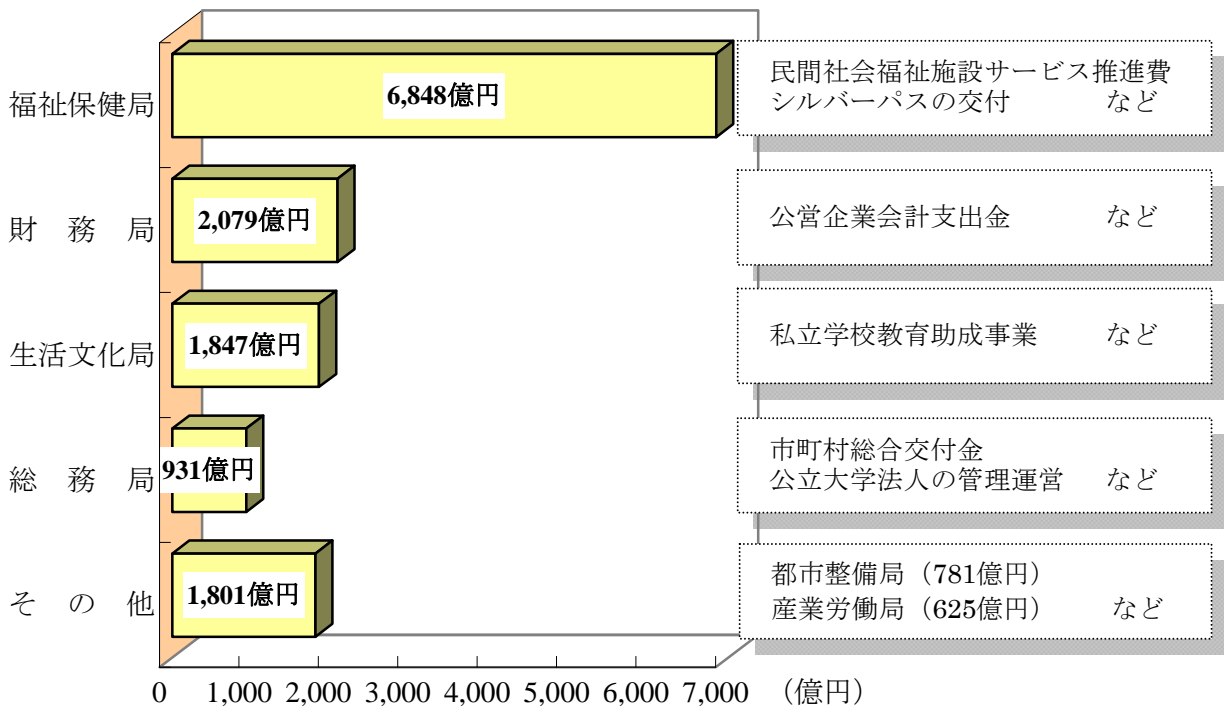 福祉保健局
6,848億円
民間社会福祉施設サービス推進費
シルバーパスの交付 など
財務局
2,079億円
公営企業会計支出金 など
生活文化局
1,847億円
私立学校教育助成事業 など
総務局
931億円
市町村総合交付金
公立大学法人の管理運営 など
その他
1,801億円
都市整備局（781億円）
産業労働局（625億円） など
0 1,000 2,000 3,000 4,000 5,000 6,000 7,000 （億円）